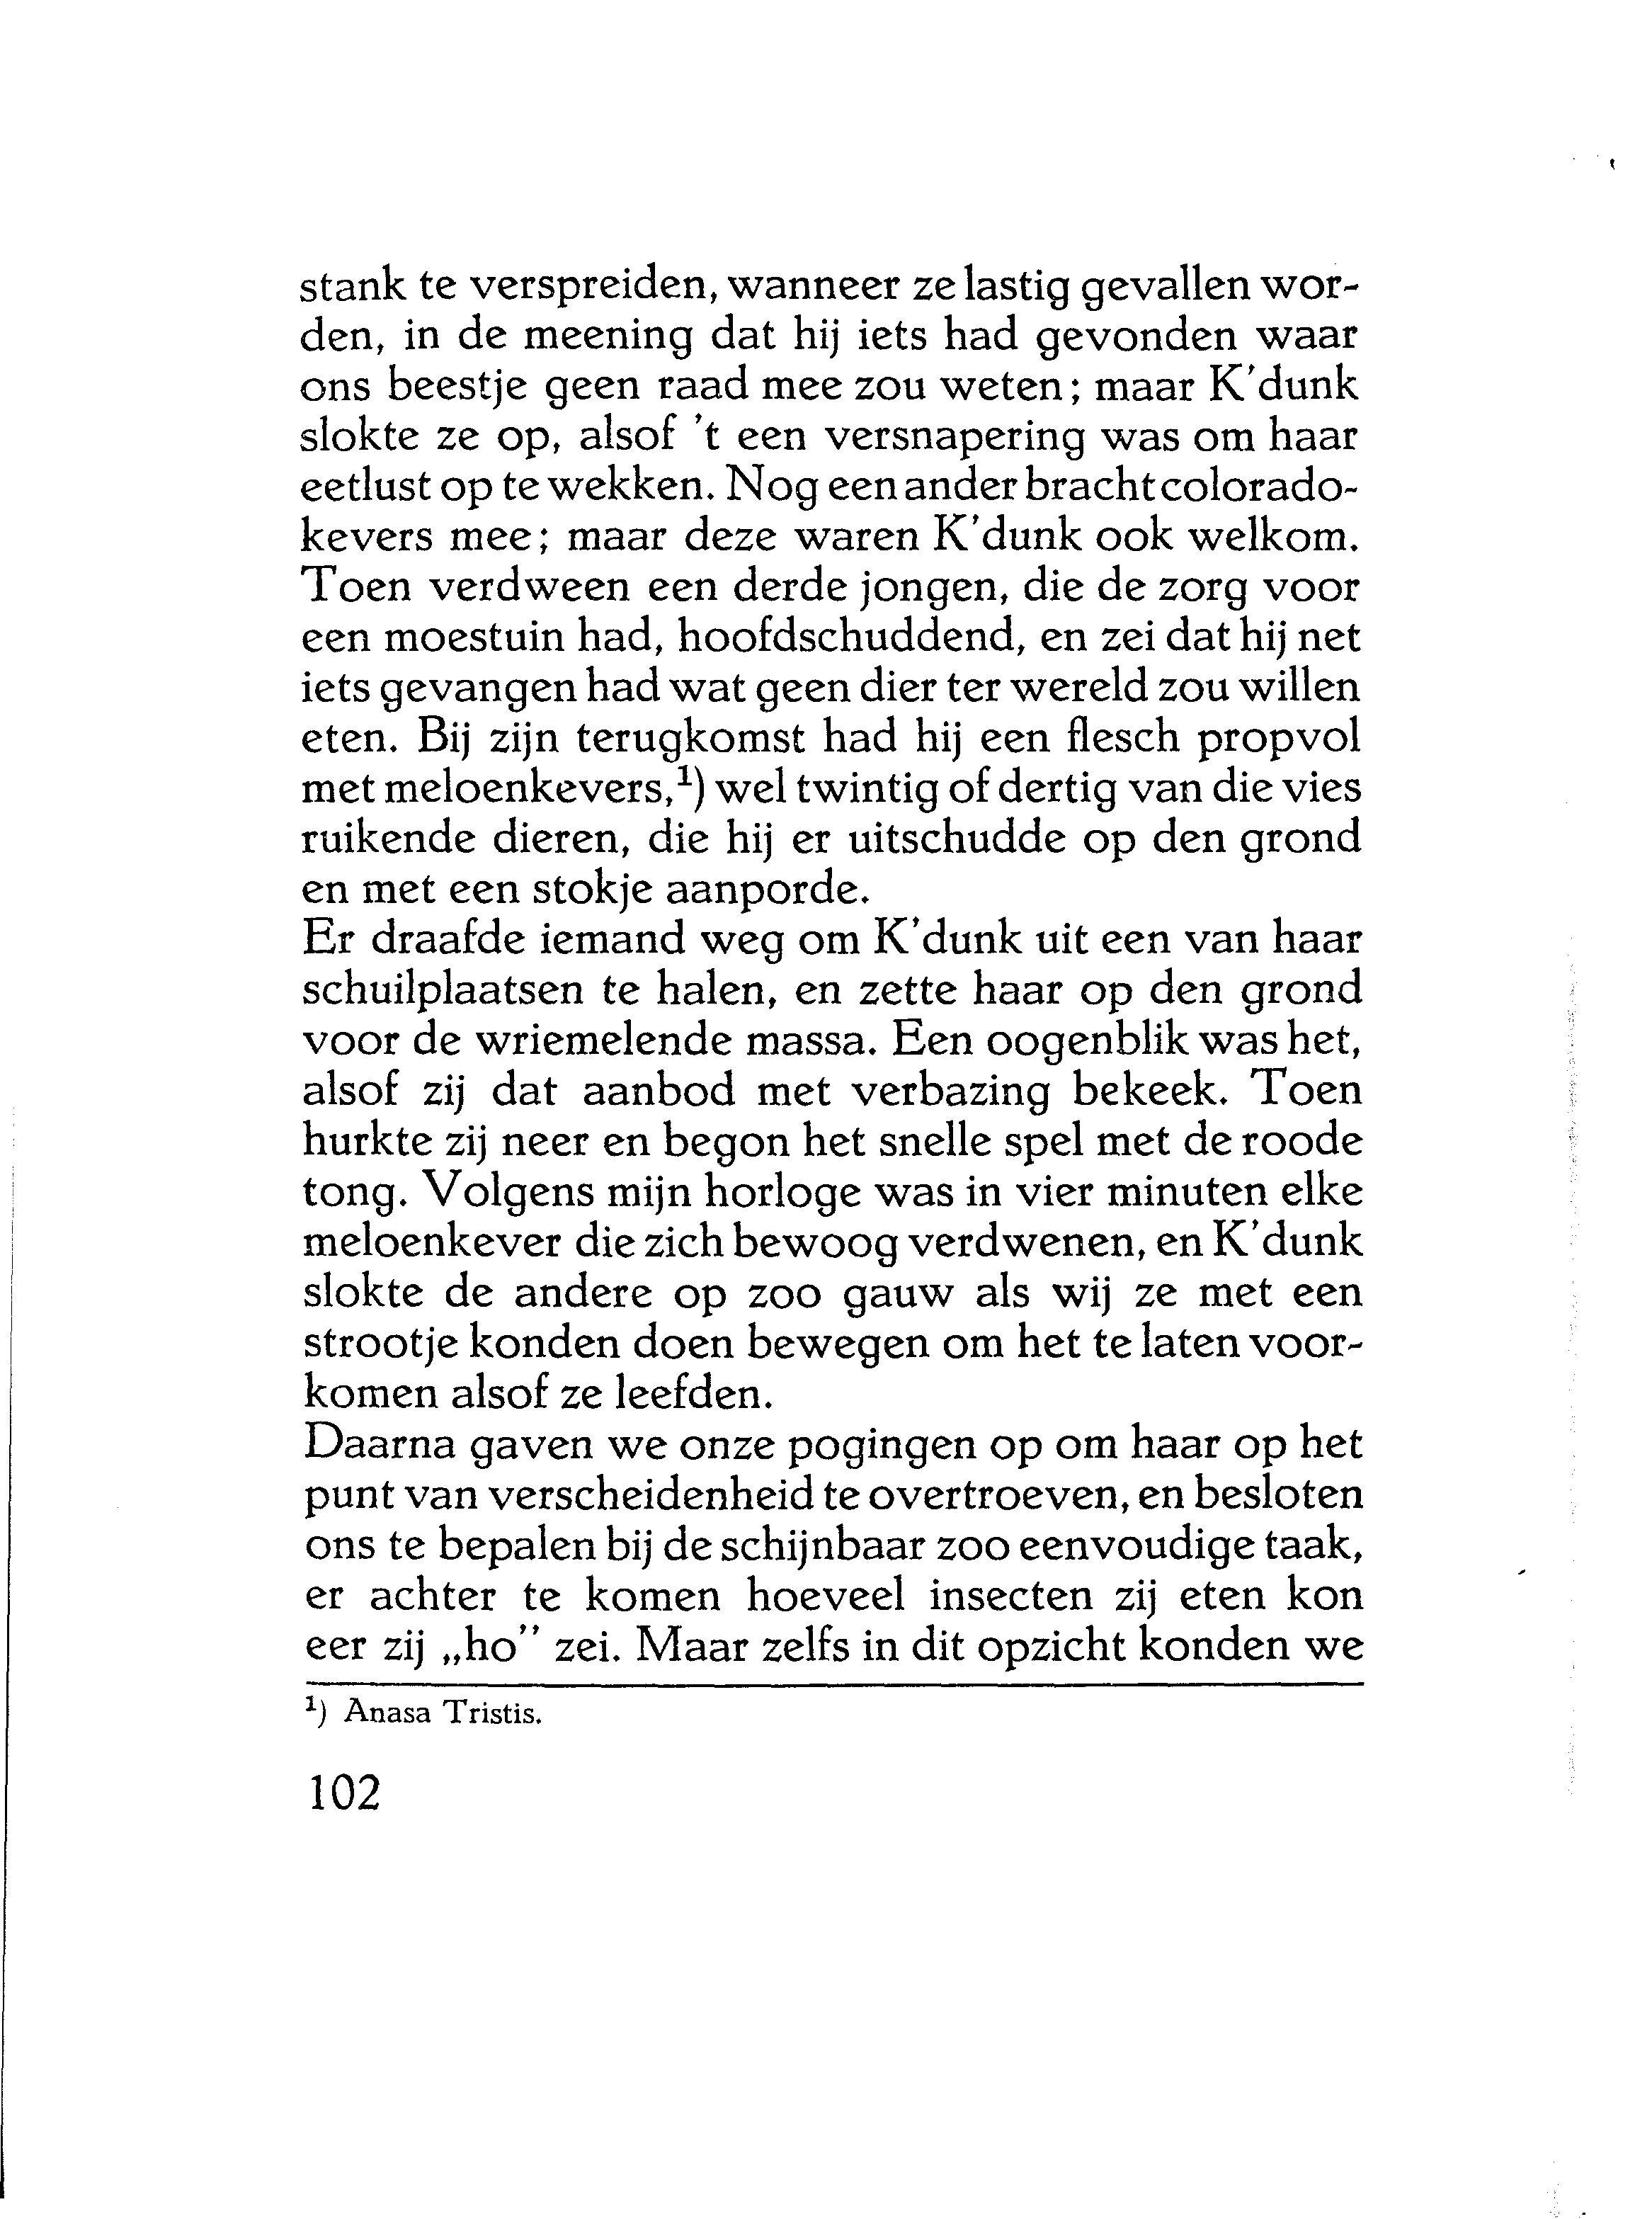 stank te verspreiden, wanneer ze lastig gevallen wor-
den, in de meening dat hij iets had gevonden waar
ons beestje geen raad mee zou weten; maar K'dunk
slokte ze op, alsof 't een versnapering was om haar
eetlust op te wekken. Nog een ander bracht colorado-
kevers mee; maar deze waren K'dunk ook welkom.
Toen verdween een derde jongen, die de zorg voor
een moestuin had, hoofdschuddend, en zei dat hij net
iets gevangen had wat geen dier ter wereld zou willen
eten. Bij zijn terugkomst had hij een flesch propvol
met meloenkevers,¹) wel twintig of dertig van die vies
ruikende dieren, die hij er uitschudde op den grond
en met een stokje aanporde.
Er draafde iemand weg om K'dunk uit een van haar
schuilplaatsen te halen, en zette haar op den grond
voor de wriemelende massa. Een oogenblik was het,
alsof zij dat aanbod met verbazing bekeek. Toen
hurkte zij neer en begon het snelle spel met de roode
tong. Volgens mijn horloge was in vier minuten elke
meloenkever die zich bewoog verdwenen, en K'dunk
slokte de andere op zoo gauw als wij ze met een
strootje konden doen bewegen om het te laten voor-
komen alsof ze leefden.
Daarna gaven we onze pogingen op om haar op het
punt van verscheidenheid te overtroeven, en besloten
ons te bepalen bij de schijnbaar zoo eenvoudige taak,
er achter te komen hoeveel insecten zij eten kon
eer zij „ho” zei. Maar zelfs in dit opzicht konden we
¹) Anasa Tristis.
102